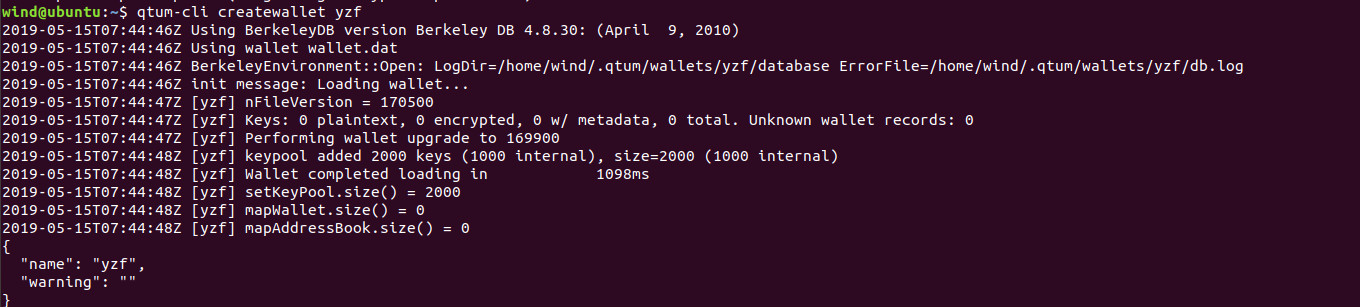 wind@ubuntu:~$ qtum-cli createwallet yzf
2019-05-15T07:44:46Z Using BerkeleyDB version Berkeley DB 4.8.30: (April  9, 2010)
2019-05-15T07:44:46Z Using wallet wallet.dat
2019-05-15T07:44:46Z BerkeleyEnvironment::Open: LogDir=/home/wind/.qtum/wallets/yzf/database ErrorFile=/home/wind/.qtum/wallets/yzf/db.log
2019-05-15T07:44:46Z init message: Loading wallet...
2019-05-15T07:44:47Z [yzf] nFileVersion = 170500
2019-05-15T07:44:47Z [yzf] Keys: 0 plaintext, 0 encrypted, 0 w/ metadata, 0 total. Unknown wallet records: 0
2019-05-15T07:44:47Z [yzf] Performing wallet upgrade to 169900
2019-05-15T07:44:48Z [yzf] keypool added 2000 keys (1000 internal), size=2000 (1000 internal)
2019-05-15T07:44:48Z [yzf] Wallet completed loading in            1098ms
2019-05-15T07:44:48Z [yzf] setKeyPool.size() = 2000
2019-05-15T07:44:48Z [yzf] mapWallet.size() = 0
2019-05-15T07:44:48Z [yzf] mapAddressBook.size() = 0
{
  "name": "yzf",
  "warning": ""
}